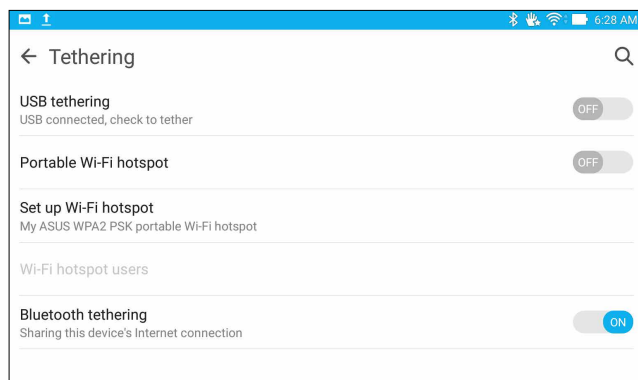 6:28 AM
Tethering
USB tethering
OFF
USB connected, check to tether
Portable Wi-Fi hotspot
OFF
Set up Wi-Fi hotspot
My ASUS WPA2 PSK portable Wi-Fi hotspot
Wi-Fi hotspot users
Bluetooth tethering
ON
Sharing this device's Internet connection